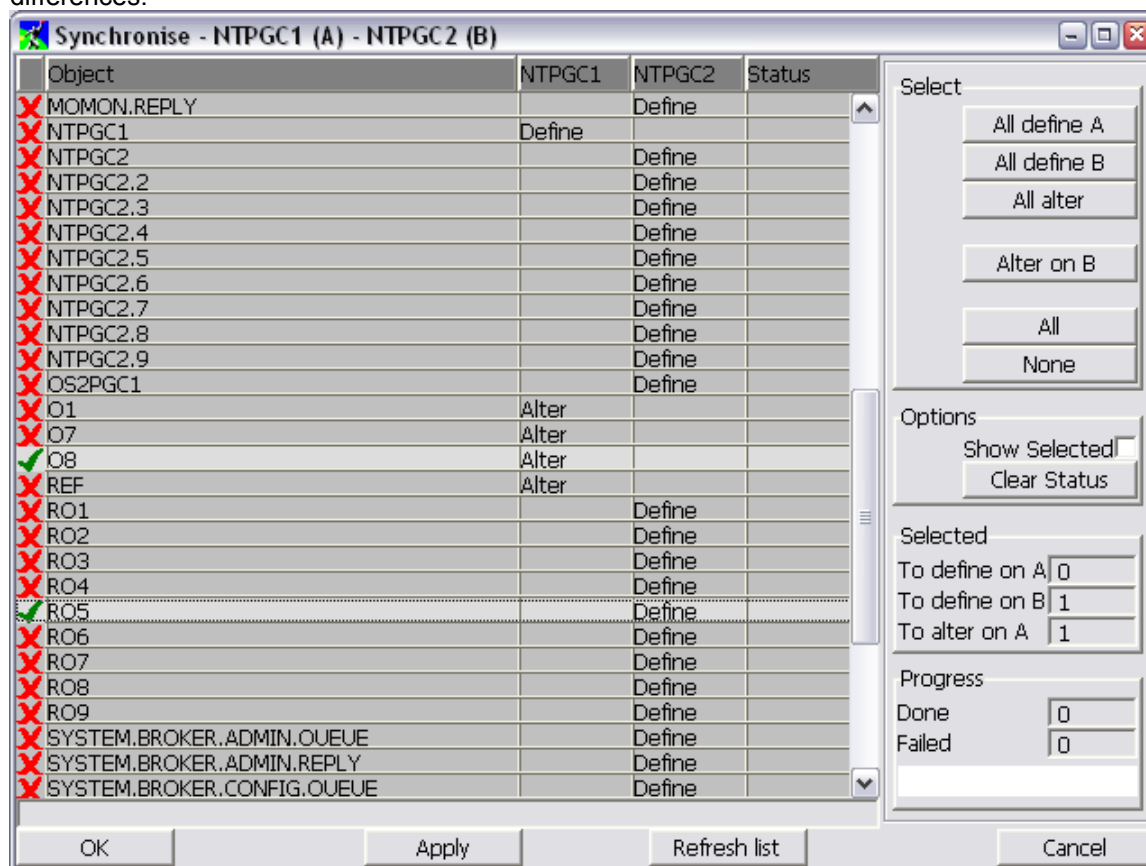 differences.
Synchronise - NTPGC1 (A) - NTPGC2 (B)
Object NTPGC1 NTPGC2 Status
MOMON.REPLY Define
NTPGC1 Define
NTPGC2 Define
NTPGC2.2 Define
NTPGC2.3 Define
NTPGC2.4 Define
NTPGC2.5 Define
NTPGC2.6 Define
NTPGC2.7 Define
NTPGC2.8 Define
NTPGC2.9 Define
OS2PGC1 Define
O1 Alter
O7 Alter
O8 Alter
REF Alter
RO1 Define
RO2 Define
RO3 Define
RO4 Define
RO5 Define
RO6 Define
RO7 Define
RO8 Define
RO9 Define
SYSTEM.BROKER.ADMIN.OUEUE Define
SYSTEM.BROKER.ADMIN.REPLY Define
SYSTEM.BROKER.CONFIG.OUEUE Define
Select
All define A
All define B
All alter
Alter on B
All
None
Options
Show Selected
Clear Status
Selected
To define on A 0
To define on B 1
To alter on A 1
Progress
Done 0
Failed 0
OK Apply Refresh list Cancel